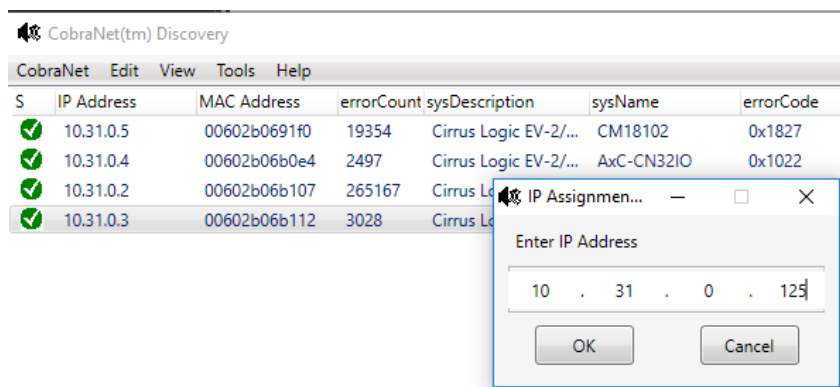 CobraNet(tm) Discovery
CobraNet Edit View Tools Help
S IP Address MAC Address errorCount sysDescription sysName errorCode
10.31.0.5 00602b0691f0 19354 Cirrus Logic EV-2/... CM18102 0x1827
10.31.0.4 00602b06b0e4 2497 Cirrus Logic EV-2/... AxC-CN32IO 0x1022
10.31.0.2 00602b06b107 265167 Cirrus Lo
10.31.0.3 00602b06b112 3028 Cirrus Lo
IP Assignmen...
Enter IP Address
10 . 31 . 0 . 125
OK Cancel